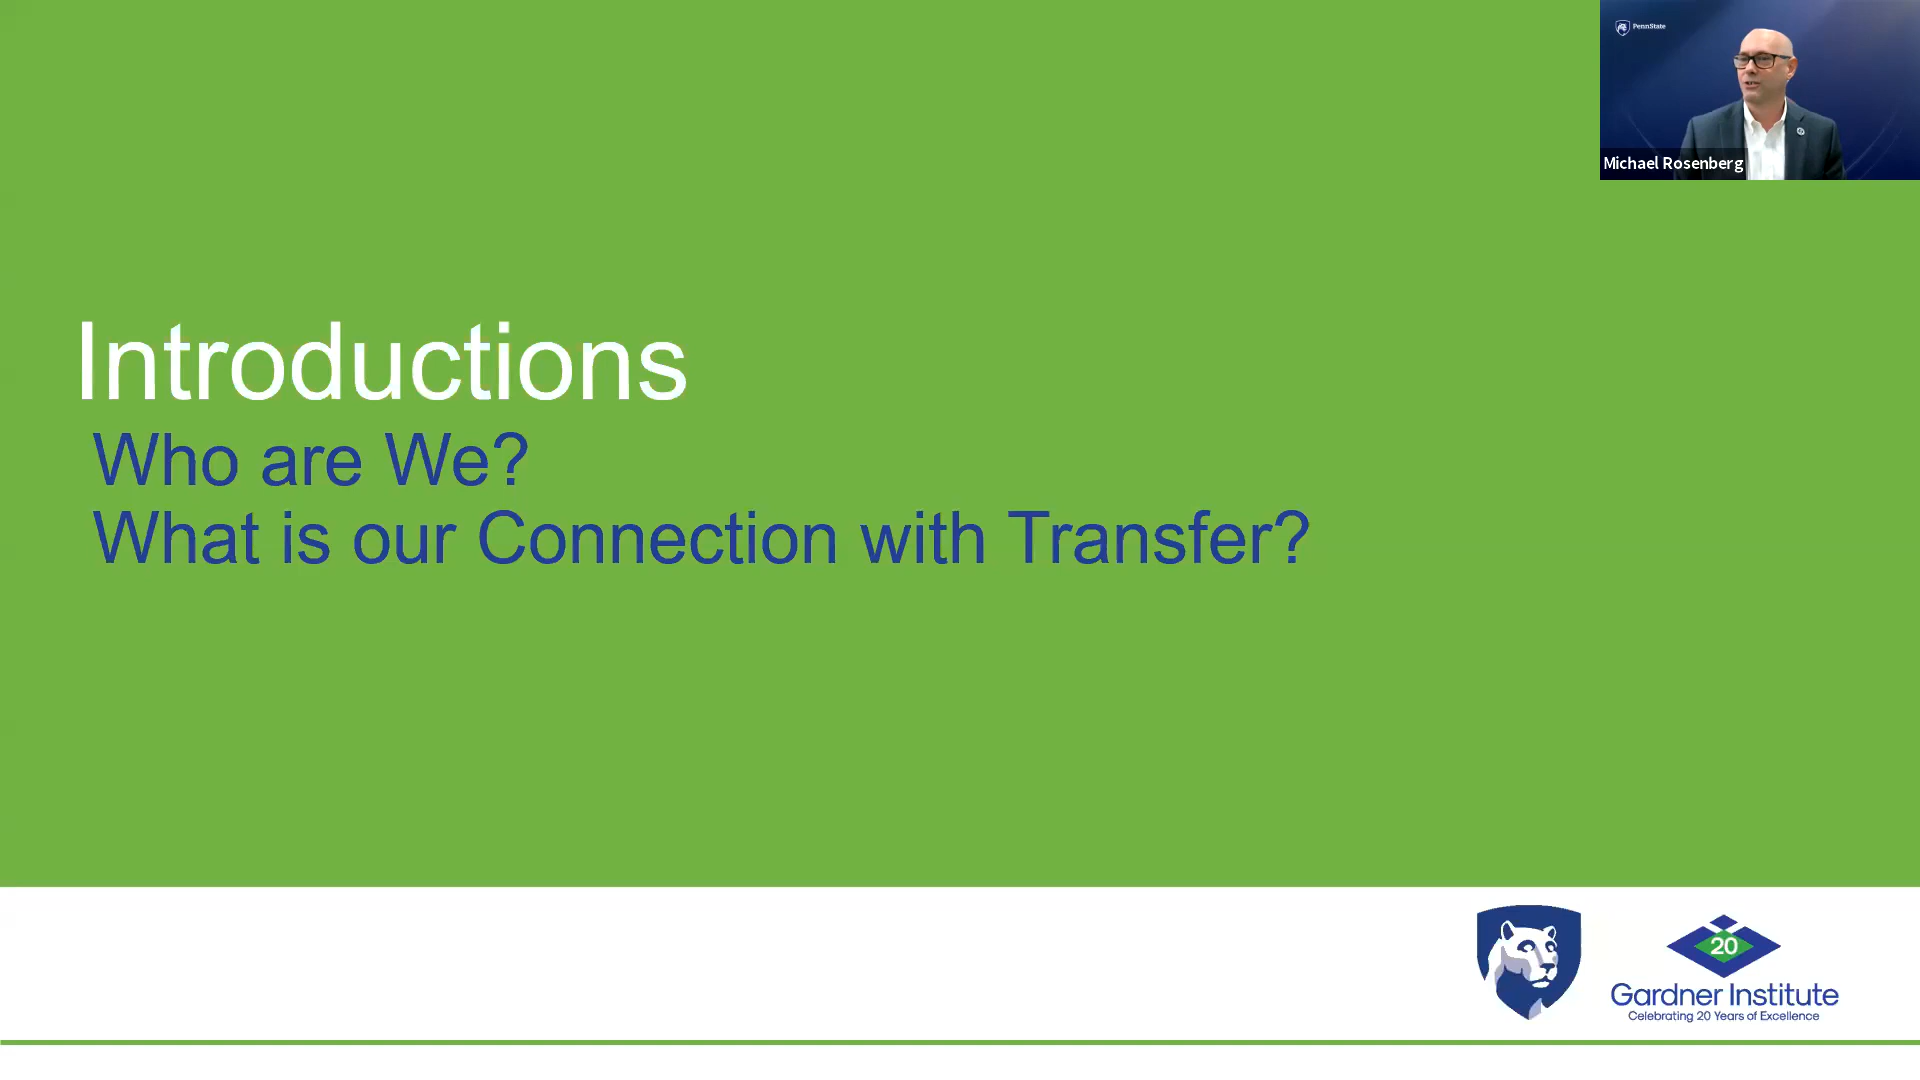 PennState
Michael Rosenberg
Introductions
Who are We?
What is our Connection with Transfer?
20
Gardner Institute
Celebrating 20 Years of Excellence